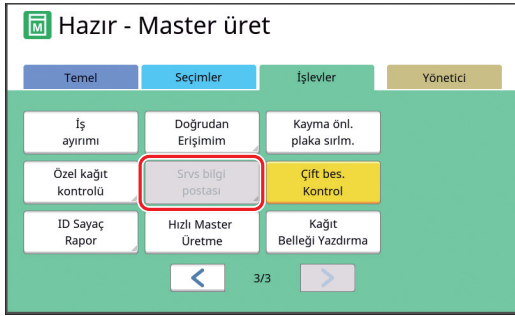 M Hazır - Master üret
Temel Seçimler İşlevler Yönetici
İş
ayırımı
Doğrudan
Erişimim
Kayma önl.
plaka sırlm.
Özel kağıt
kontrolü
Srvs bilgi
postası
Çift bes.
Kontrol
ID Sayaç
Rapor
Hızlı Master
Üretme
Kağıt
Belleği Yazdırma
< 3/3 >